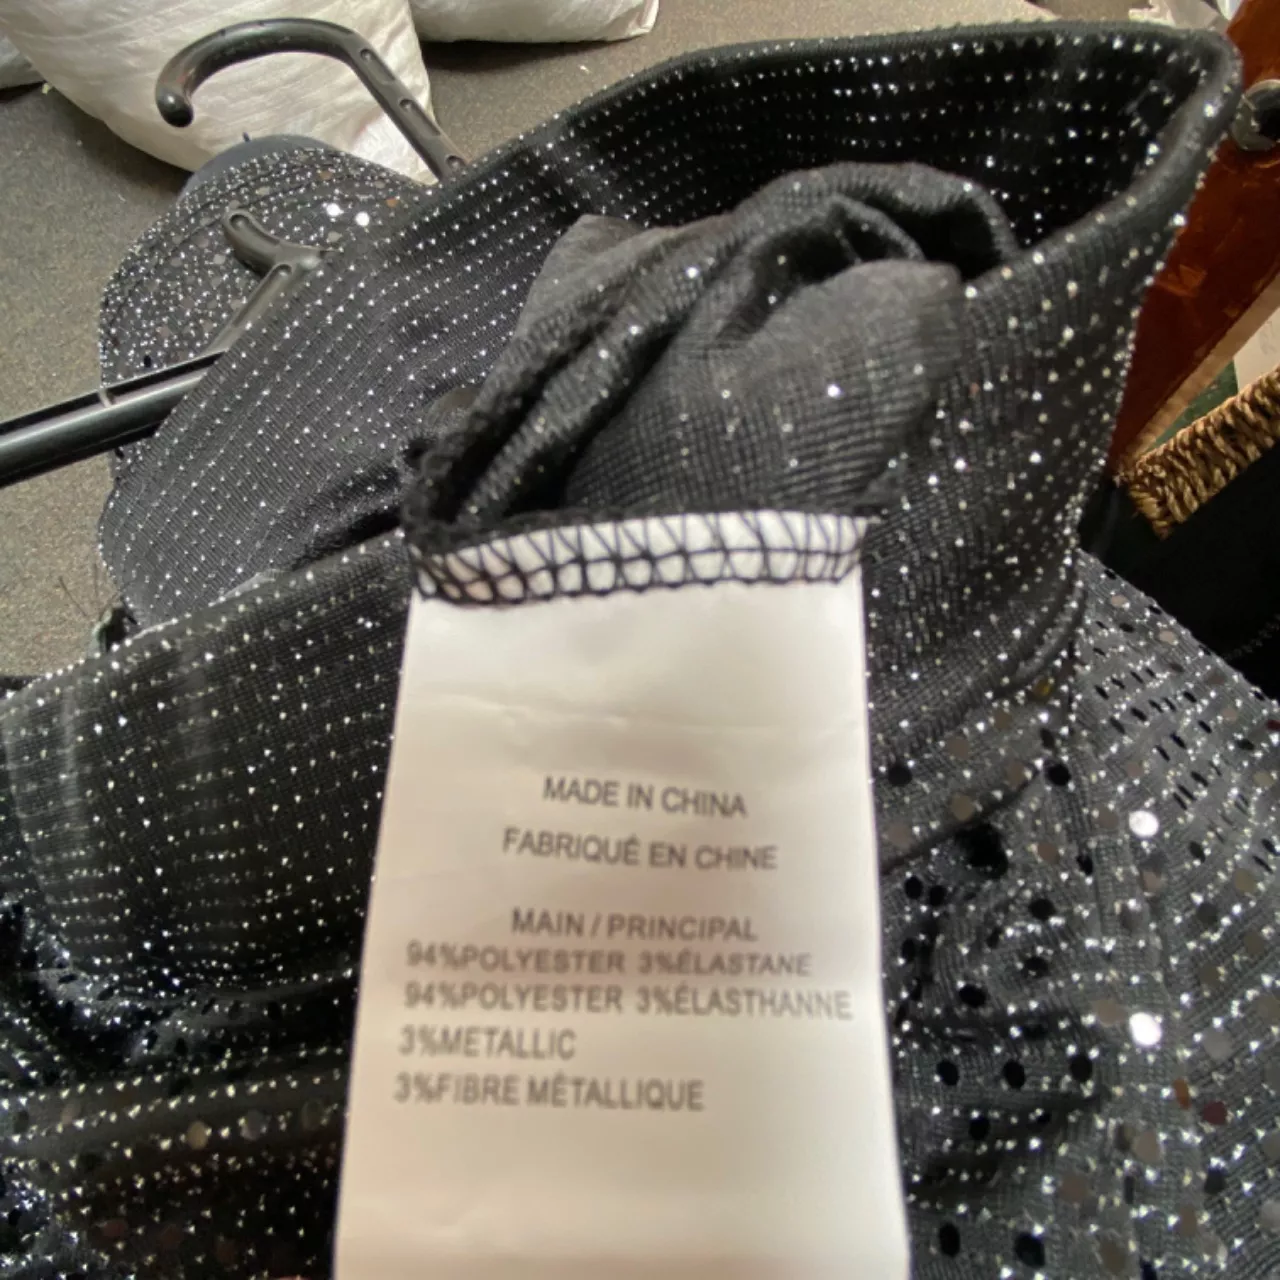 MADE IN CHINA
FABRIQUÉ EN CHINE
MAIN / PRINCIPAL
94%POLYESTER 3%ÉLASTANE
94%POLYESTER 3%ÉLASTHANNE
3%METALLIC
3%FIBRE MÉTALLIQUE